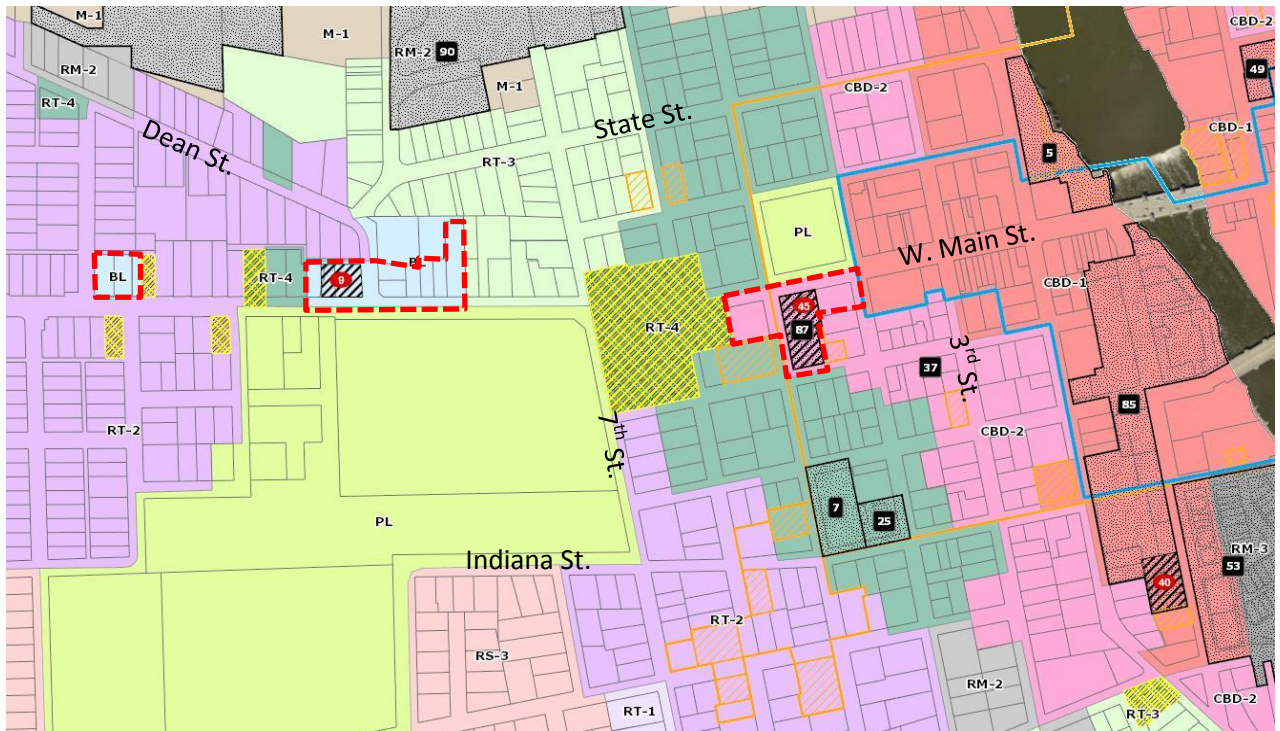 M-1
M-1
CBD-2
RM-2
90
RM-2
49
M-1
CBD-2
RT-4
State St.
CBD-1
Dean St.
5
RT-3
PL
W. Main St.
BL
BL
RT-4
9
CBD-1
45
RT-4
87
3rd St.
37
85
RT-2
7th St.
CBD-2
7
PL
25
Indiana St.
RM-3
53
40
RT-2
RS-3
RM-2
CBD-2
RT-1
RT-3